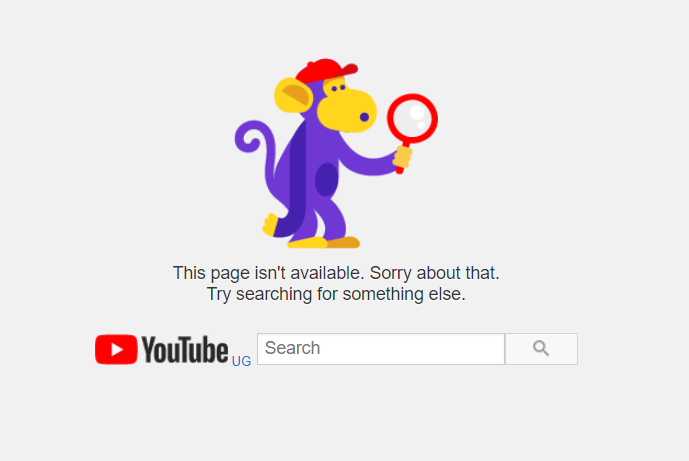 This page isn't available. Sorry about that.
Try searching for something else.
YouTube UG Search